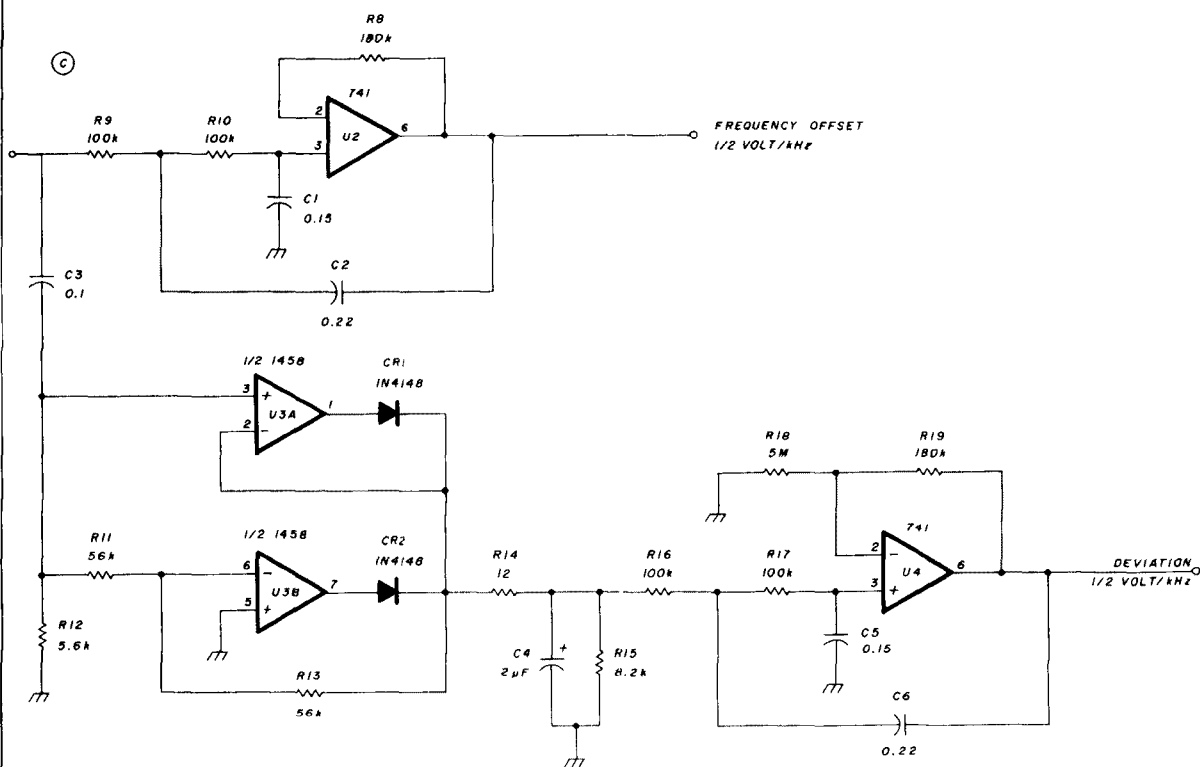 C
R8
180k
741
2
U2
6
3
R9
100k
R10
100k
C1
0.15
FREQUENCY OFFSET
1/2 VOLT/kHz
C3
0.1
C2
0.22
1/2 1458
CR1
1N4148
3
+
U3A
1
2
-
R18
5M
R19
180k
1/2 1458
R11
56k
CR2
1N4148
6
-
U3B
7
5
+
R14
12
R16
100k
R17
100k
741
2
-
U4
6
3
+
DEVIATION
1/2 VOLT/kHz
R12
5.6k
C4
2µF
+
R15
8.2k
C5
0.15
R13
56k
C6
0.22